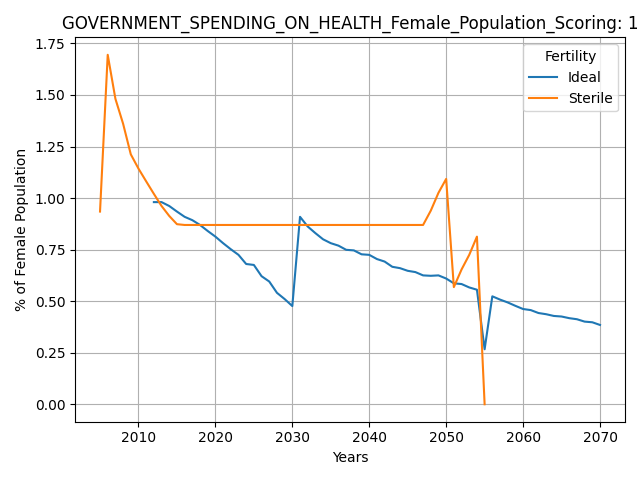 GOVERNMENT_SPENDING_ON_HEALTH_Female_Population_Scoring: 1
Fertility
Ideal
Sterile
% of Female Population
1.75
1.50
1.25
1.00
0.75
0.50
0.25
0.00
2010 2020 2030 2040 2050 2060 2070
Years